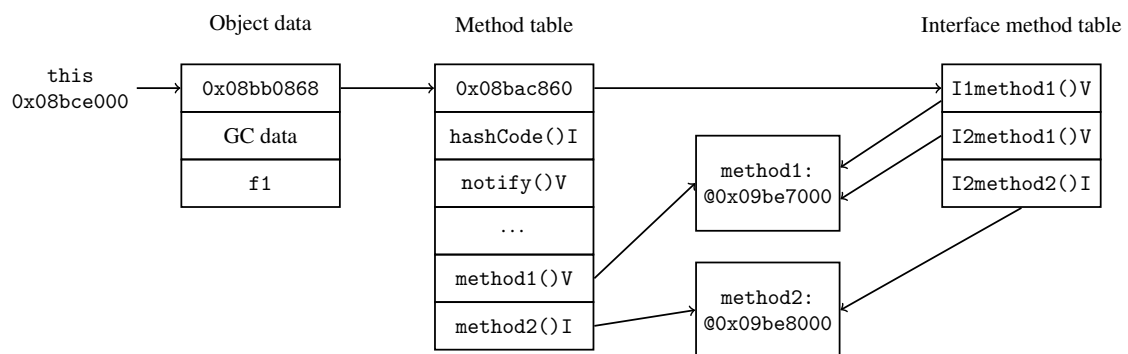 Object data
Method table
Interface method table
this
0x08bce000
0x08bb0868
GC data
f1
0x08bac860
hashCode()I
notify()V
...
method1()V
method2()I
method1:
@0x09be7000
method2:
@0x09be8000
I1method1()V
I2method1()V
I2method2()I